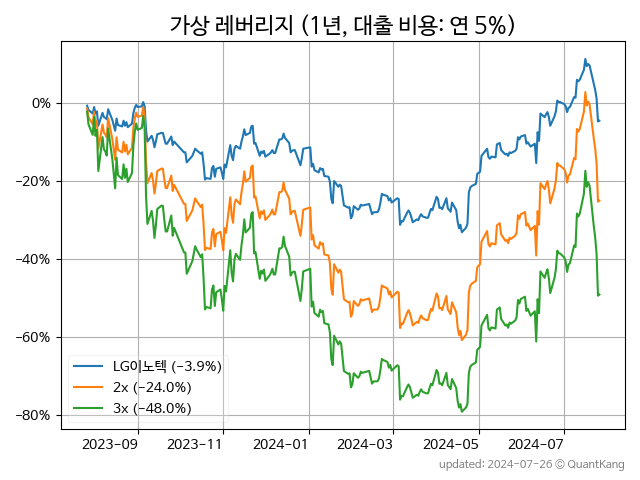 가상 레버리지 (1년, 대출 비용: 연 5%)
0%
−20%
−40%
−60%
−80%
LG이노텍 (−3.9%)
2x (−24.0%)
3x (−48.0%)
2023−09 2023−11 2024−01 2024−03 2024−05 2024−07
updated: 2024-07-26 © QuantKang